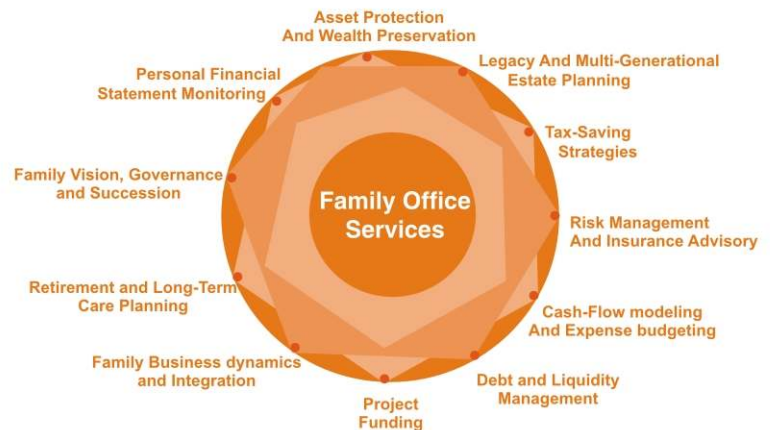 Asset Protection
And Wealth Preservation
Legacy And Multi-Generational
Estate Planning
Tax-Saving
Strategies
Risk Management
And Insurance Advisory
Cash-Flow modeling
And Expense budgeting
Debt and Liquidity
Management
Project
Funding
Family Business dynamics
and Integration
Retirement and Long-Term
Care Planning
Family Vision, Governance
and Succession
Personal Financial
Statement Monitoring
Family Office
Services